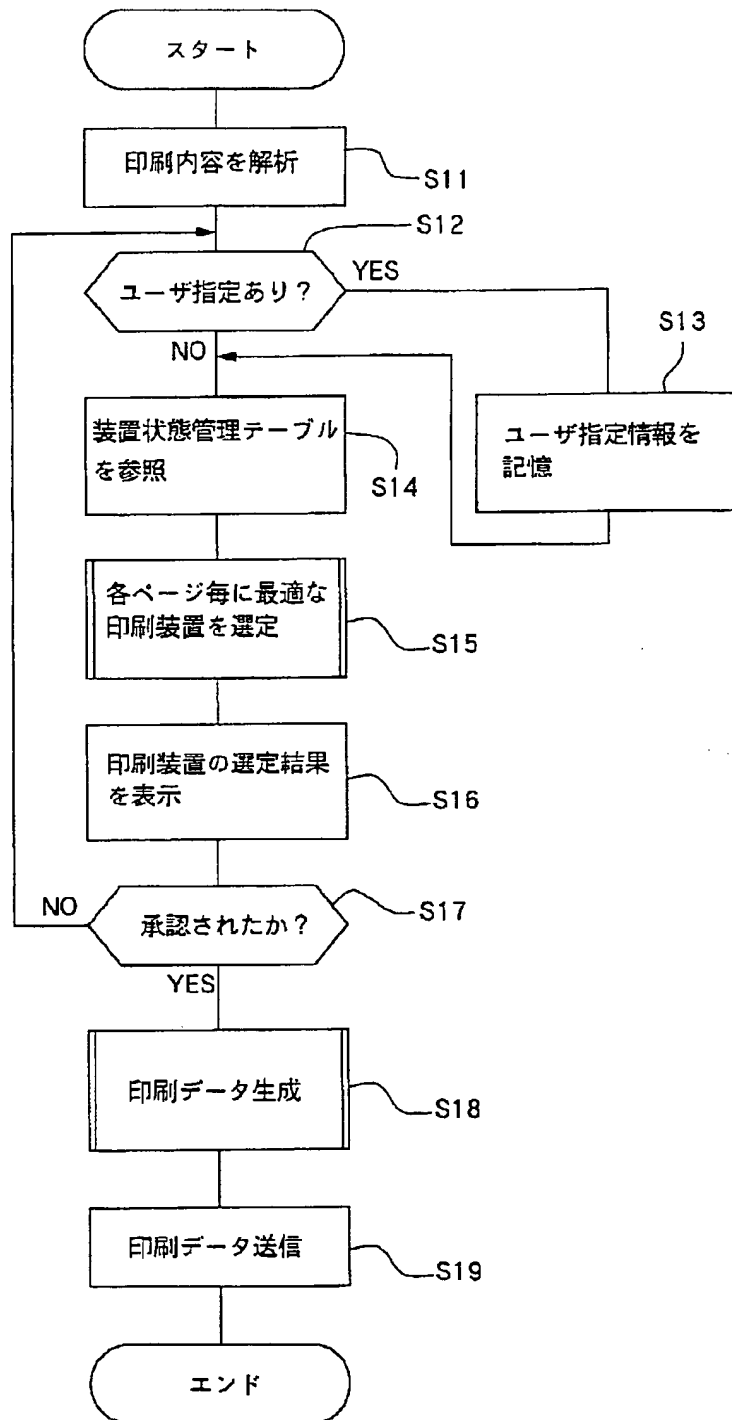 スタート
印刷内容を解析
S11
S12
ユーザ指定あり？
YES
NO
S13
ユーザ指定情報を
記憶
装置状態管理テーブル
を参照
S14
各ページ毎に最適な
印刷装置を選定
S15
印刷装置の選定結果
を表示
S16
NO
承認されたか？
S17
YES
印刷データ生成
S18
印刷データ送信
S19
エンド